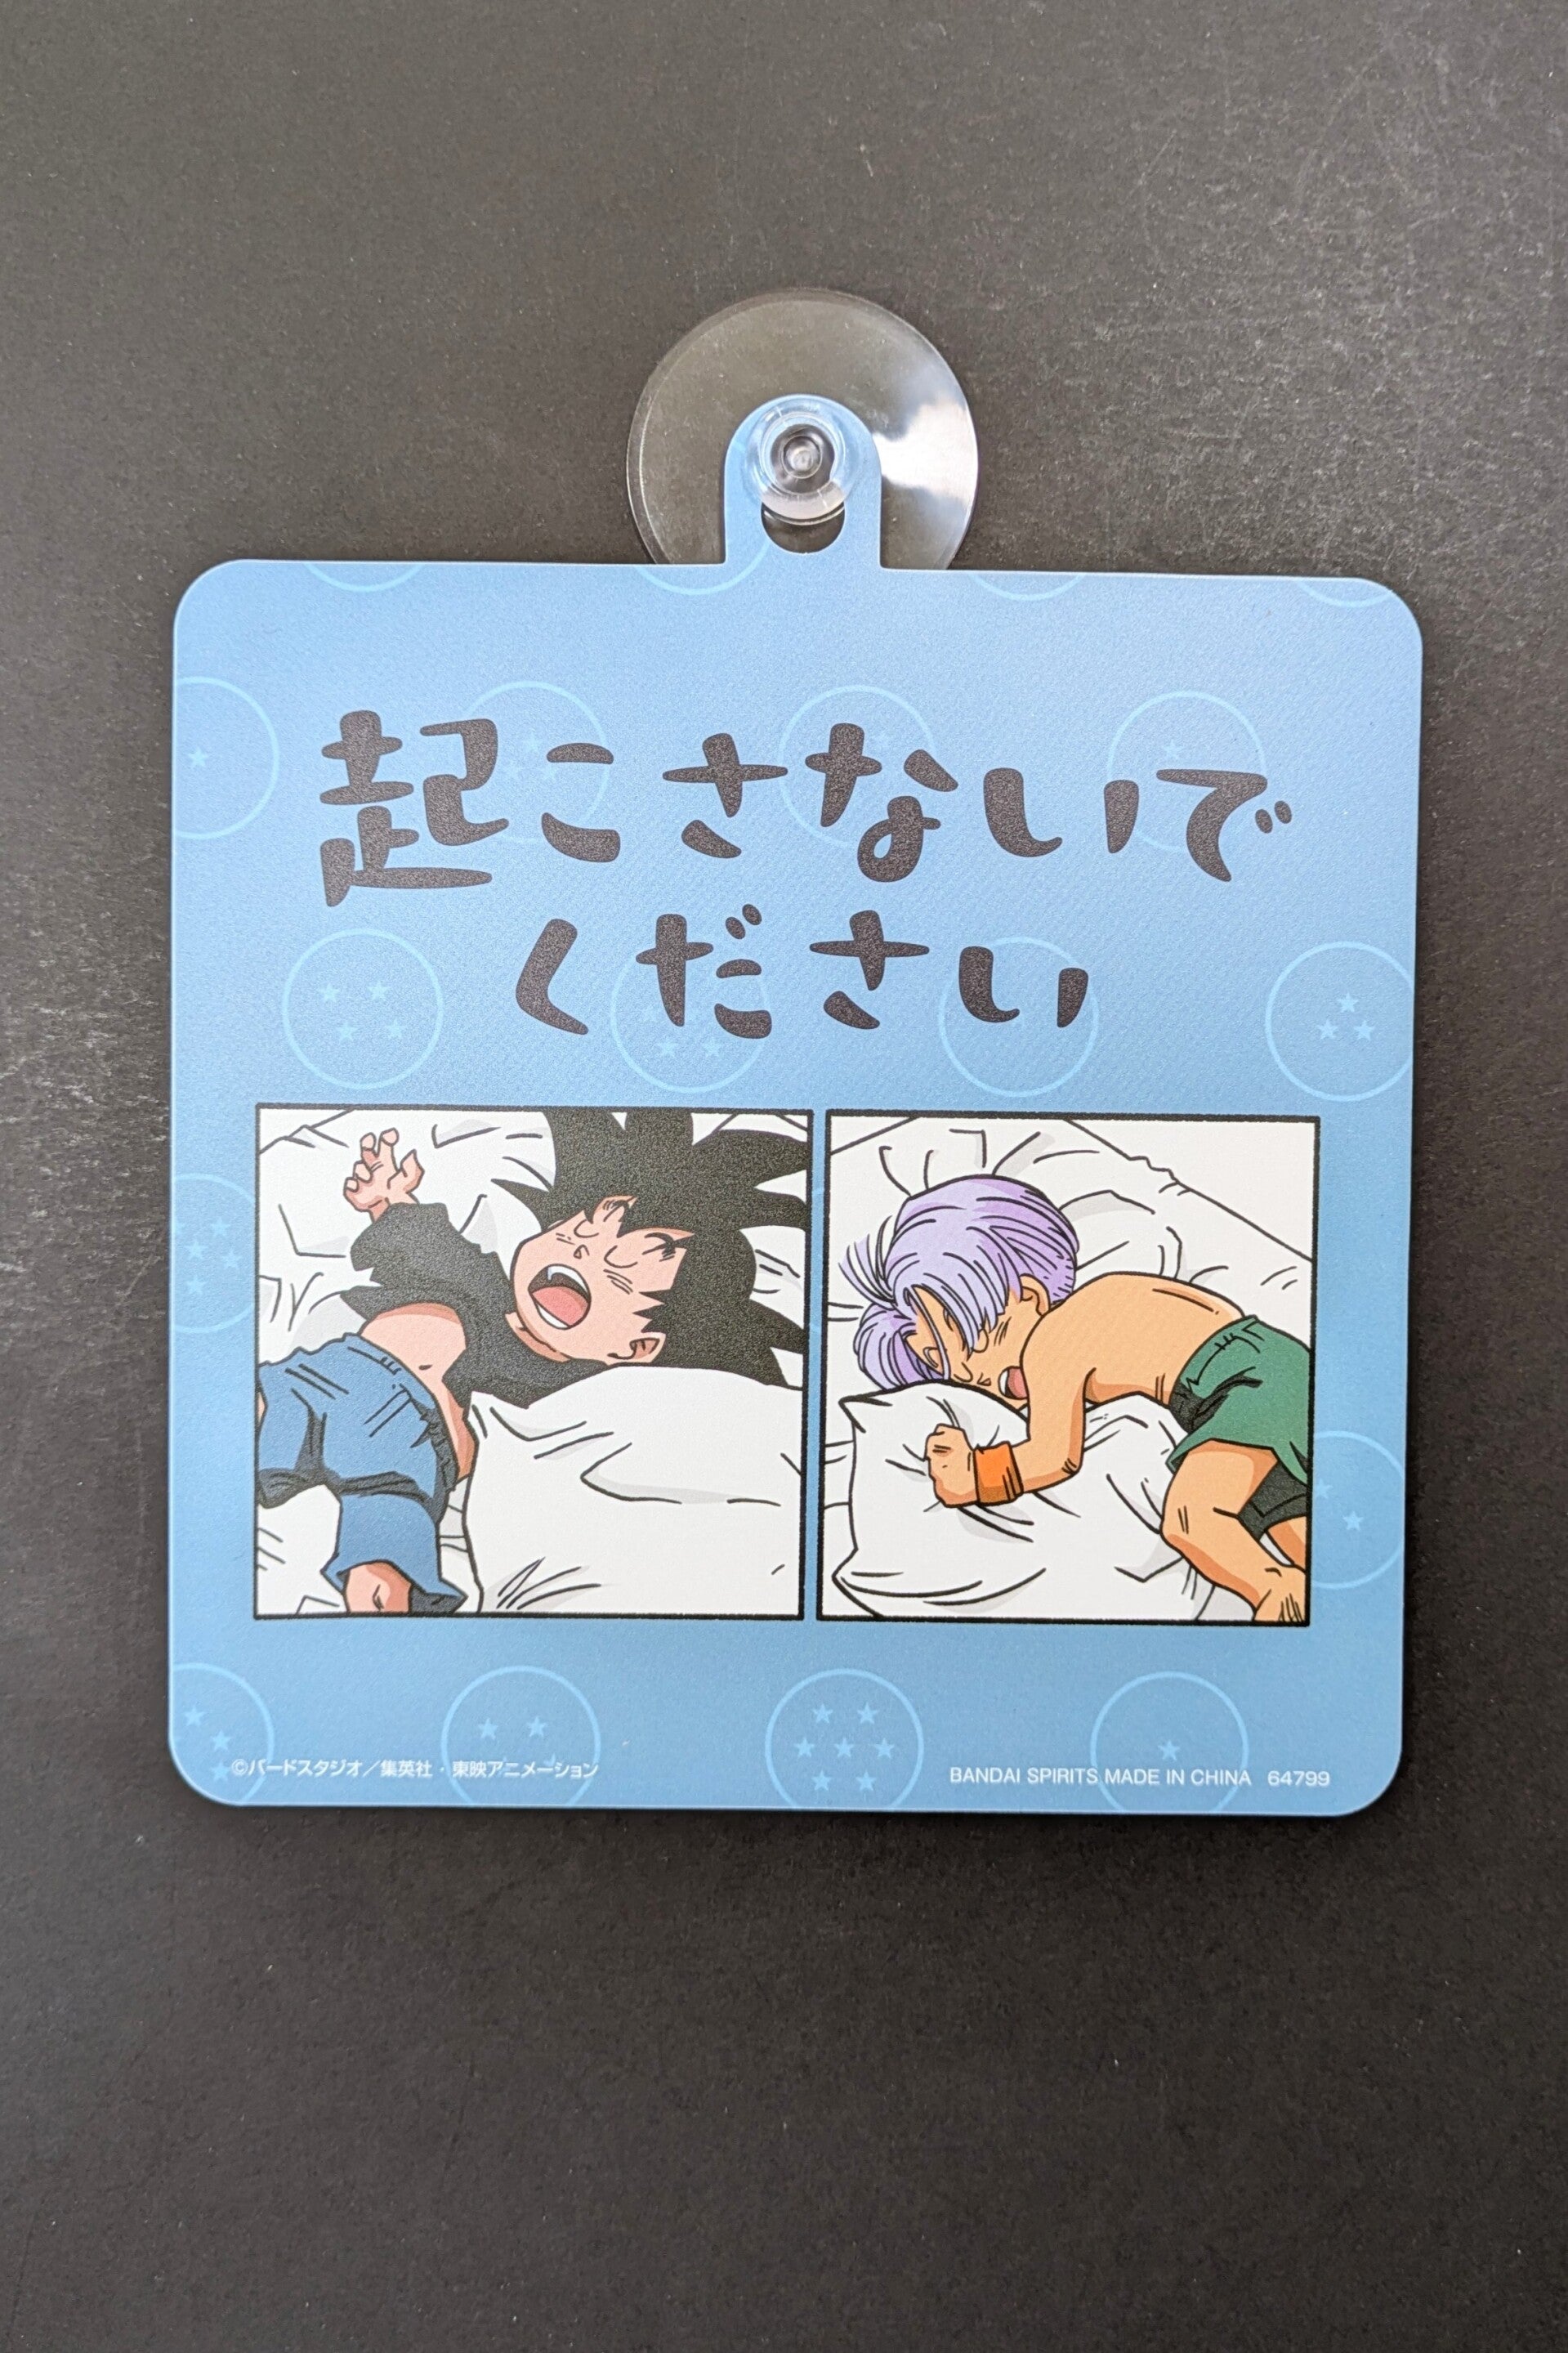 起こさないで
ください
©バードスタジオ／集英社・東映アニメーション
BANDAI SPIRITS MADE IN CHINA 64799